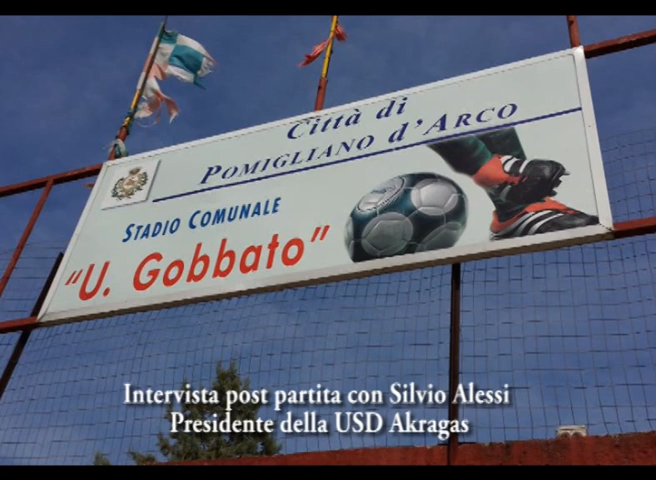 Città di
POMIGLIANO d'ARCO
STADIO COMUNALE
"U. Gobbato"
Intervista post partita con Silvio Alessi
Presidente della USD Akragas